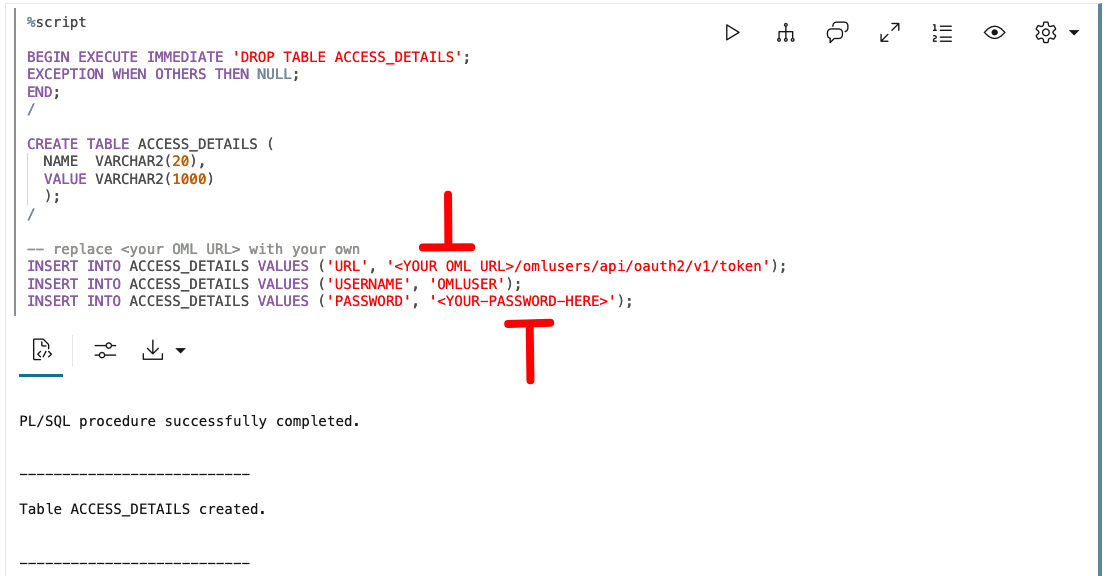 %script
BEGIN EXECUTE IMMEDIATE 'DROP TABLE ACCESS_DETAILS';
EXCEPTION WHEN OTHERS THEN NULL;
END;
/
CREATE TABLE ACCESS_DETAILS (
NAME  VARCHAR2(20),
VALUE VARCHAR2(1000)
);
/
-- replace <your OML URL> with your own
INSERT INTO ACCESS_DETAILS VALUES ('URL', '<YOUR OML URL>/omlusers/api/oauth2/v1/token');
INSERT INTO ACCESS_DETAILS VALUES ('USERNAME', 'OMLUSER');
INSERT INTO ACCESS_DETAILS VALUES ('PASSWORD', '<YOUR-PASSWORD-HERE>');
PL/SQL procedure successfully completed.
---------------------------
Table ACCESS_DETAILS created.
---------------------------